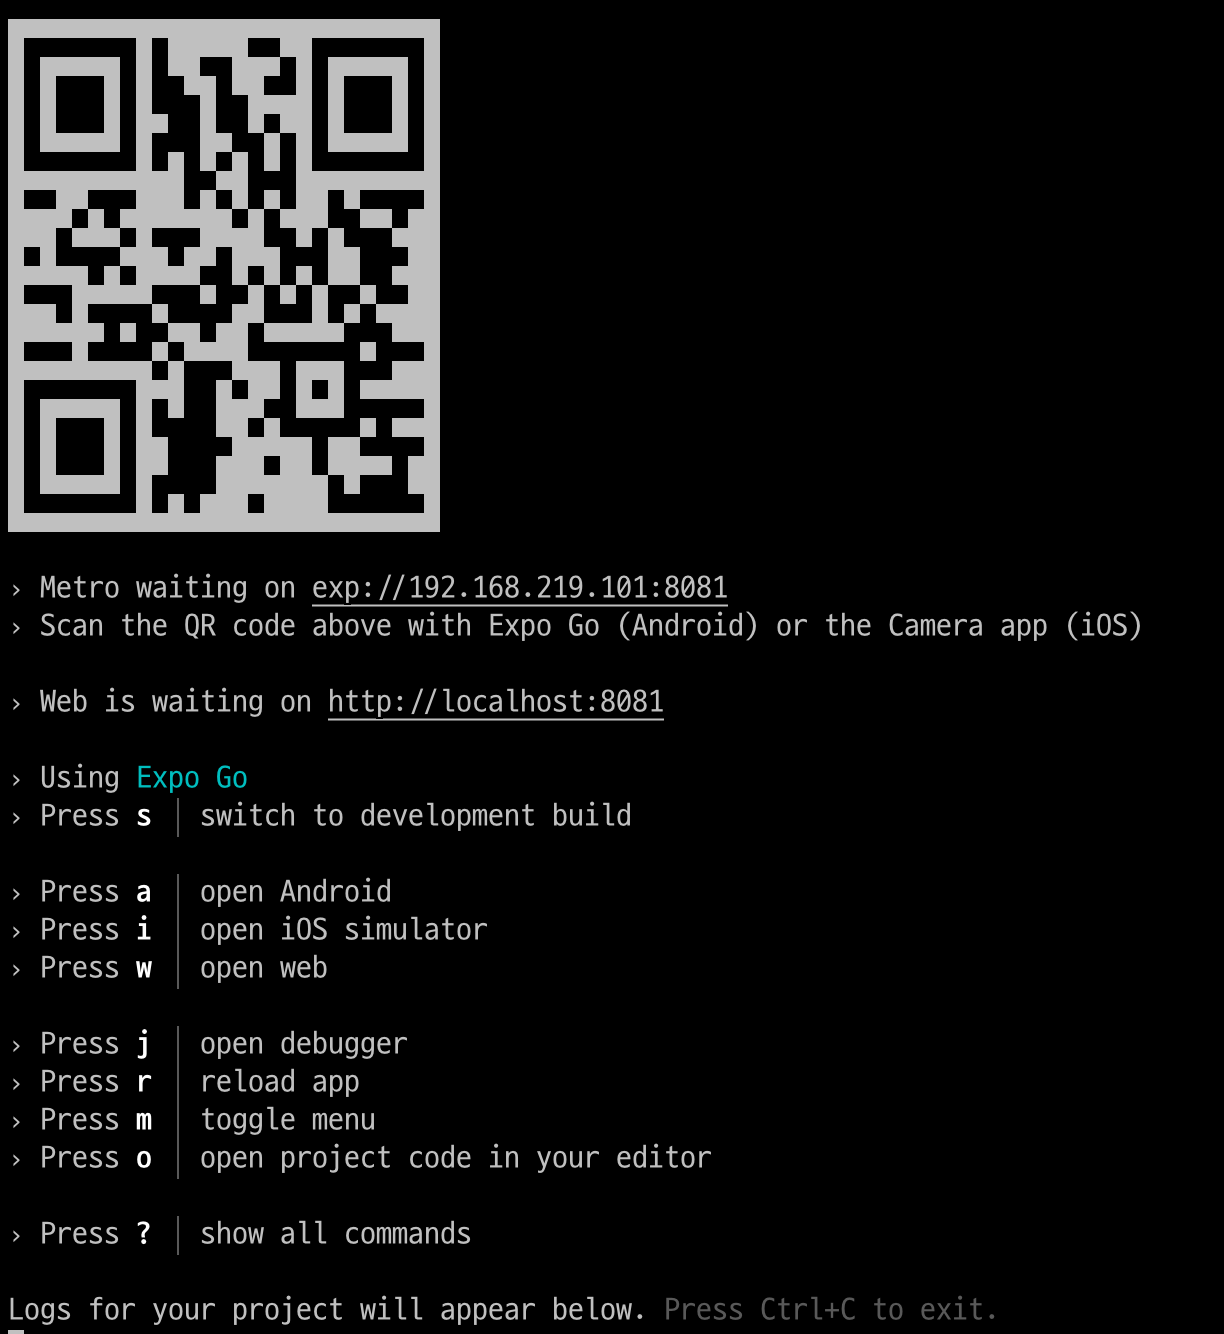 › Metro waiting on exp://192.168.219.101:8081
› Scan the QR code above with Expo Go (Android) or the Camera app (iOS)
› Web is waiting on http://localhost:8081
› Using Expo Go
› Press s │ switch to development build
› Press a │ open Android
› Press i │ open iOS simulator
› Press w │ open web
› Press j │ open debugger
› Press r │ reload app
› Press m │ toggle menu
› Press o │ open project code in your editor
› Press ? │ show all commands
Logs for your project will appear below. Press Ctrl+C to exit.